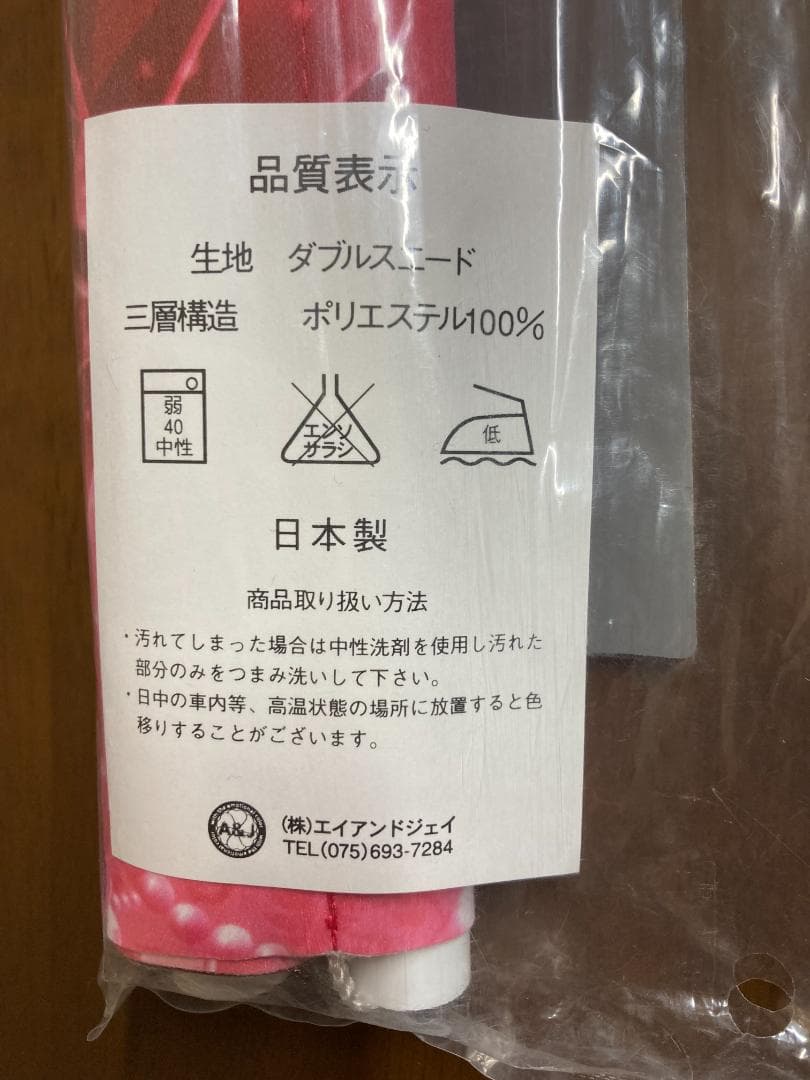 品質表示
生地 ダブルスエード
三層構造 ポリエステル100%
弱
40
中性
エンソ
サラシ
低
日本製
商品取り扱い方法
・汚れてしまった場合は中性洗剤を使用し汚れた
部分のみをつまみ洗いして下さい。
・日中の車内等、高温状態の場所に放置すると色
移りすることがございます。
A&J
(株)エイアンドジェイ
TEL(075)693-7284